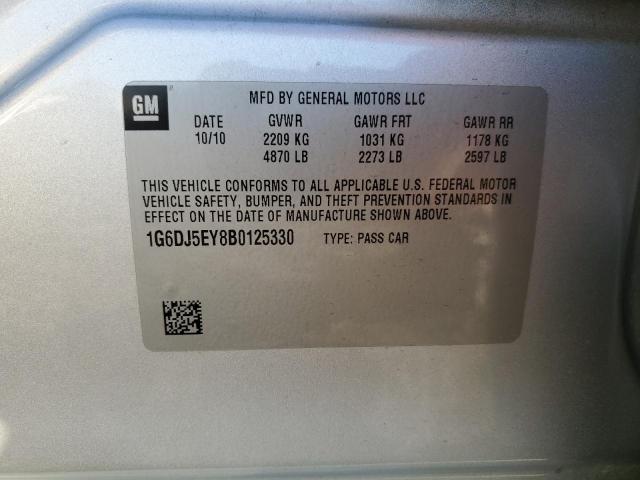 GM
MFD BY GENERAL MOTORS LLC
DATE GVWR GAWR FRT GAWR RR
10/10 2209 KG 1031 KG 1178 KG
4870 LB 2273 LB 2597 LB
THIS VEHICLE CONFORMS TO ALL APPLICABLE U.S. FEDERAL MOTOR
VEHICLE SAFETY, BUMPER, AND THEFT PREVENTION STANDARDS
IN EFFECT ON THE DATE OF MANUFACTURE SHOWN ABOVE.
1G6DJ5EY8B0125330 TYPE: PASS CAR